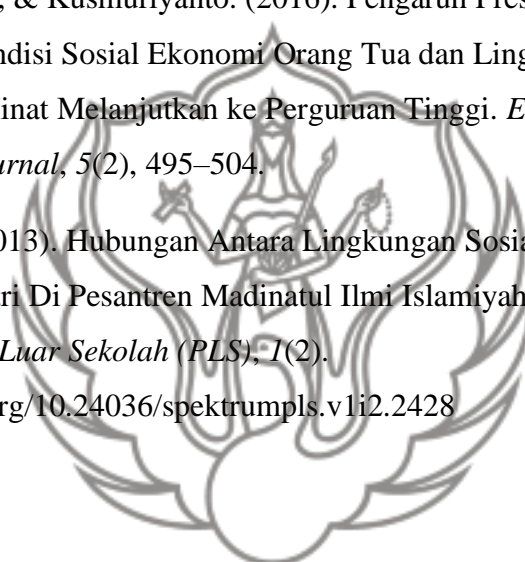 , & Kusmuriyanto. (2016). Pengaruh Pres
ndisi Sosial Ekonomi Orang Tua dan Ling
inat Melanjutkan ke Perguruan Tinggi. E
urnal, 5(2), 495–504.
013). Hubungan Antara Lingkungan Sosia
ri Di Pesantren Madinatul Ilmi Islamiyah
Luar Sekolah (PLS), 1(2).
rg/10.24036/spektrumpls.v1i2.2428